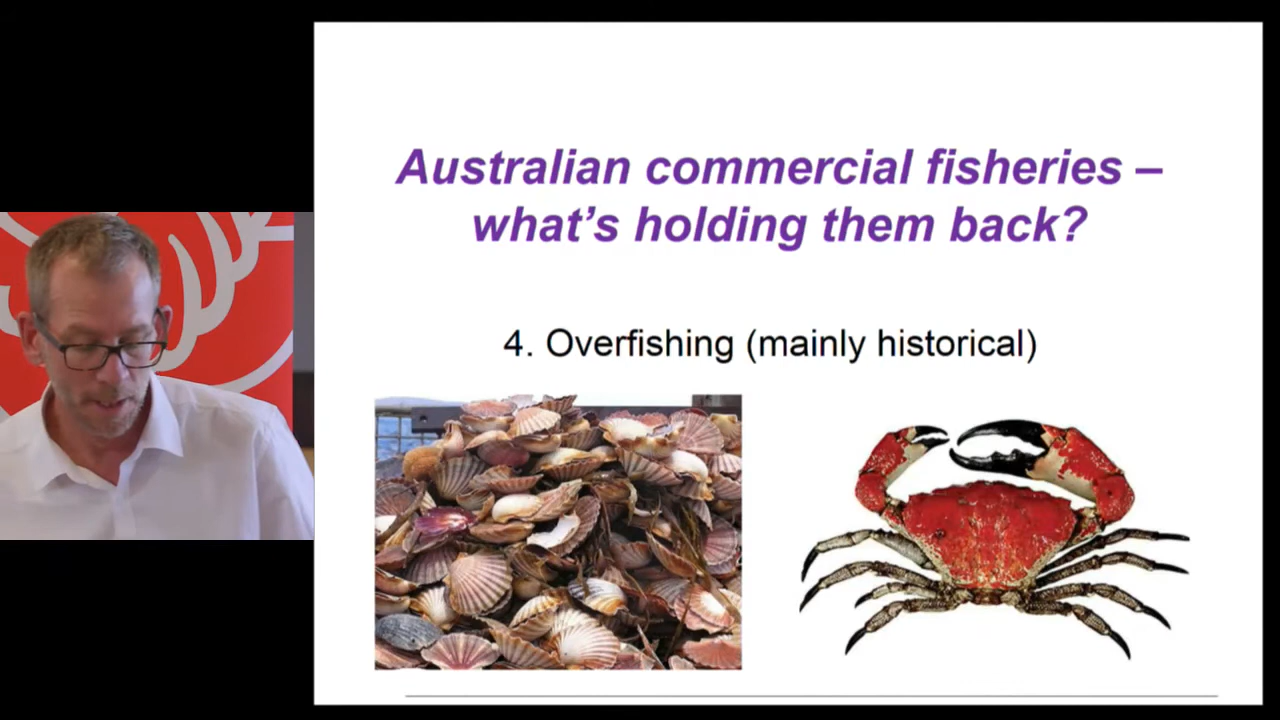 Australian commercial fisheries –
what's holding them back?
4. Overfishing (mainly historical)